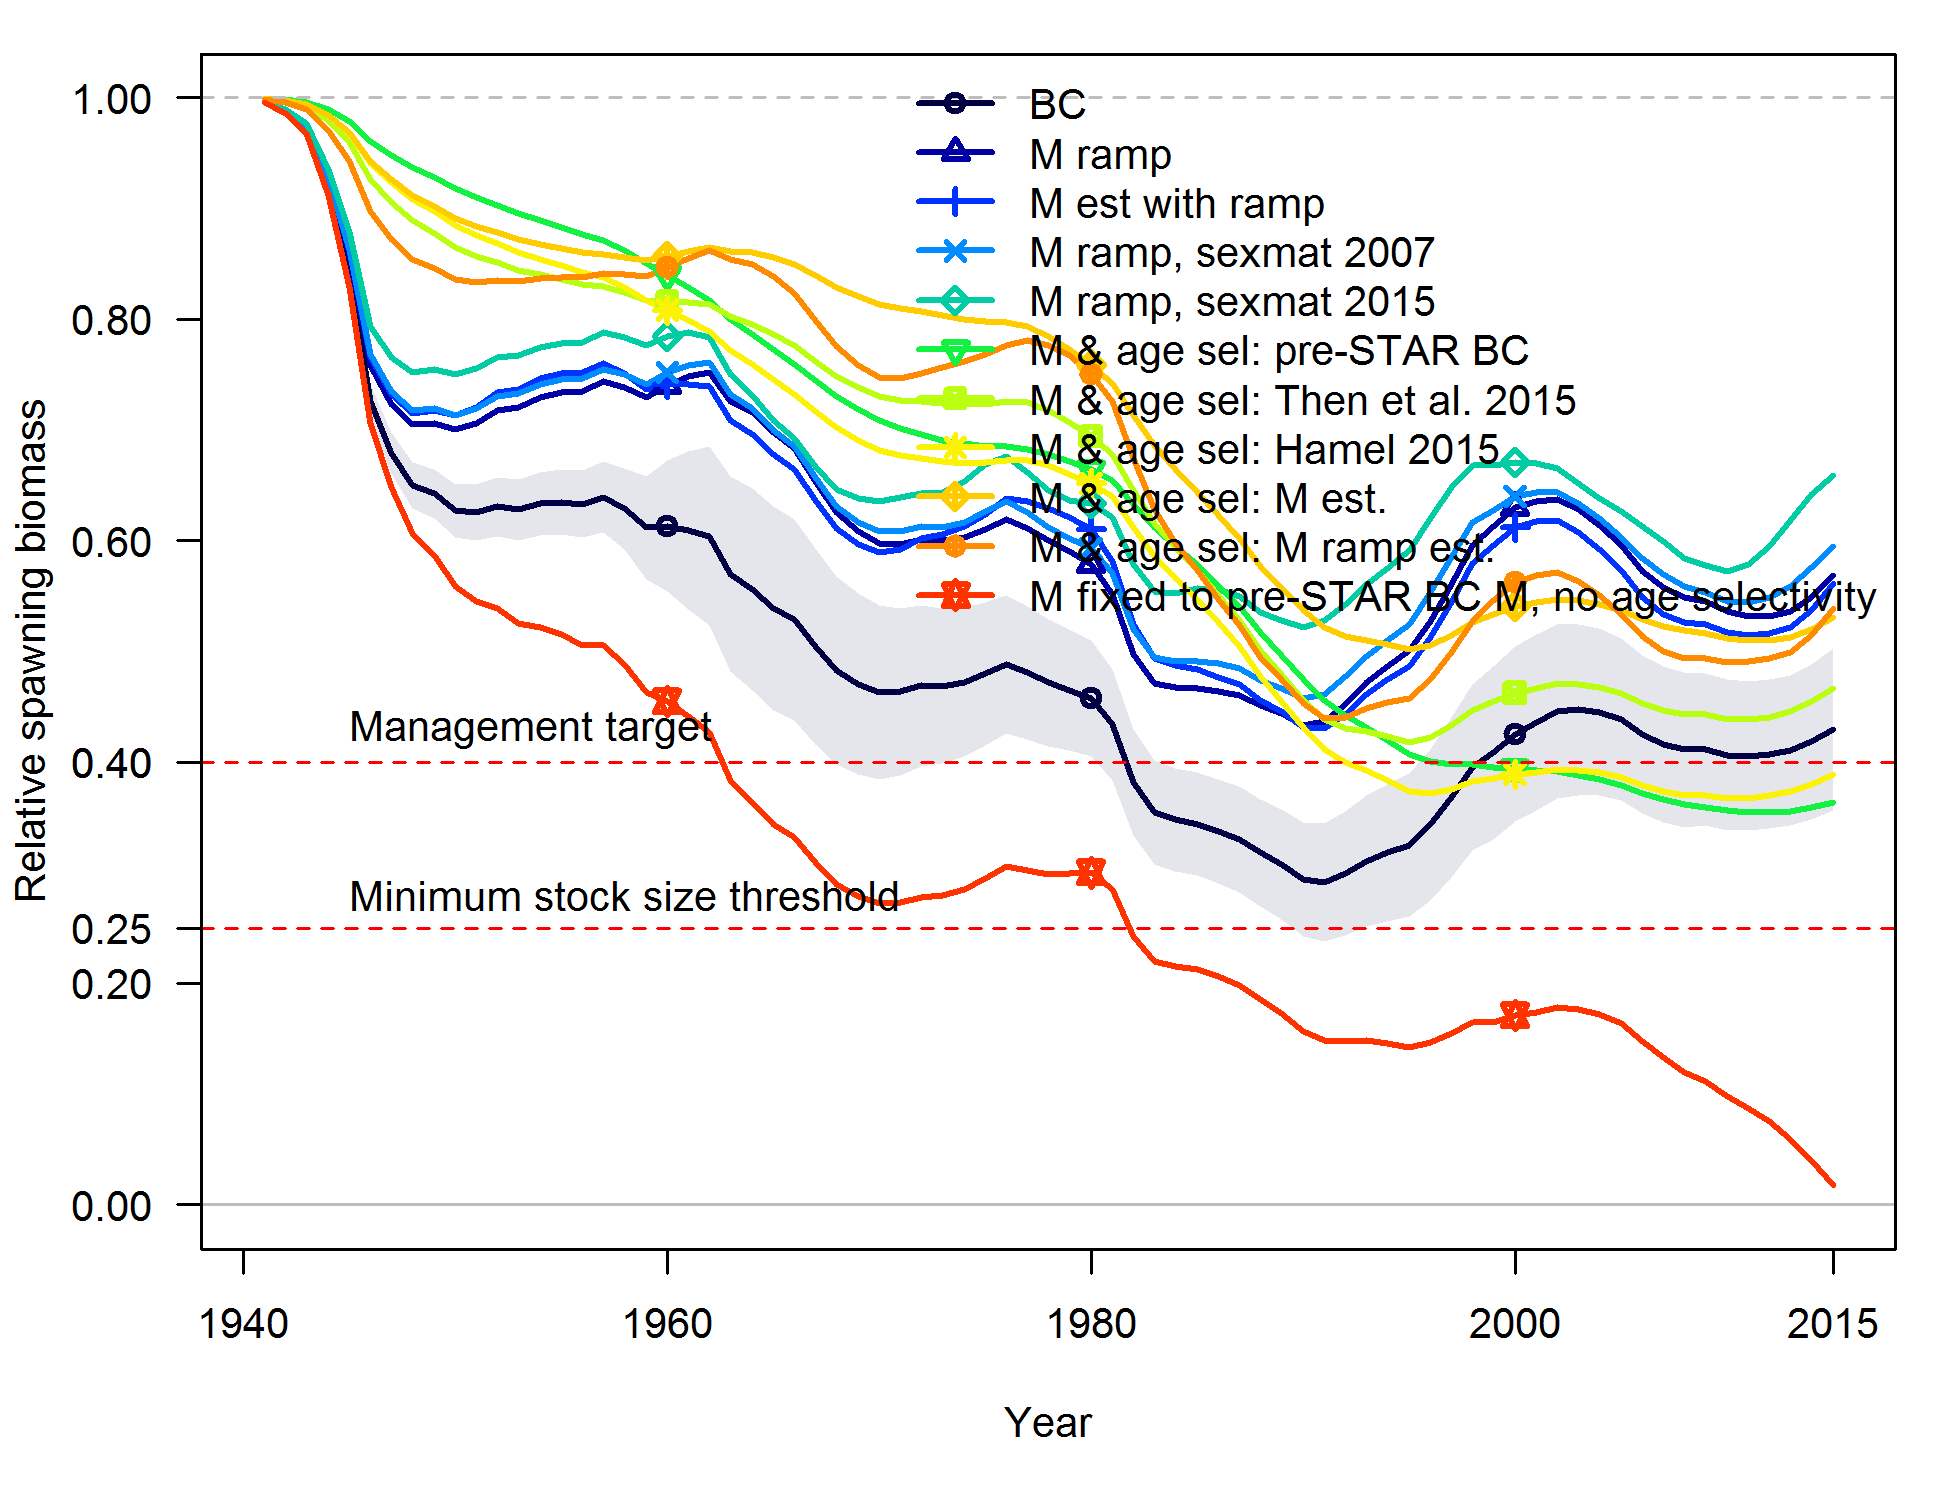 1.00
0.80
0.60
0.40
0.25
0.20
0.00
Relative spawning biomass
BC
M ramp
M est with ramp
M ramp, sexmat 2007
M ramp, sexmat 2015
M & age sel: pre-STAR BC
M & age sel: Then et al. 2015
M & age sel: Hamel 2015
M & age sel: M est.
M & age sel: M ramp est.
M fixed to pre-STAR BC M, no age selectivity
Management target
Minimum stock size threshold
1940 1960 1980 2000 2015
Year